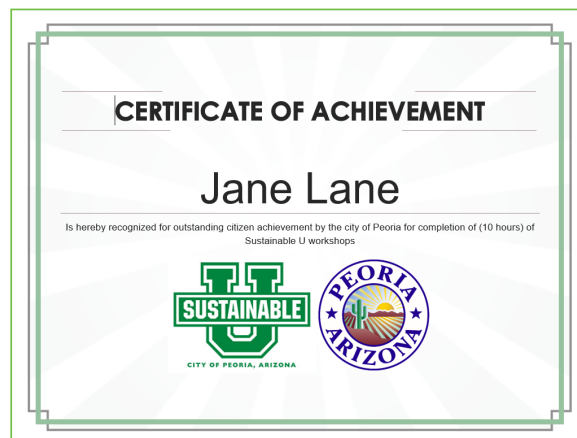 CERTIFICATE OF ACHIEVEMENT
Jane Lane
Is hereby recognized for outstanding citizen achievement by the city of Peoria for completion of (10 hours) of
Sustainable U workshops
SUSTAINABLE
CITY OF PEORIA, ARIZONA
PEORIA
ARIZONA